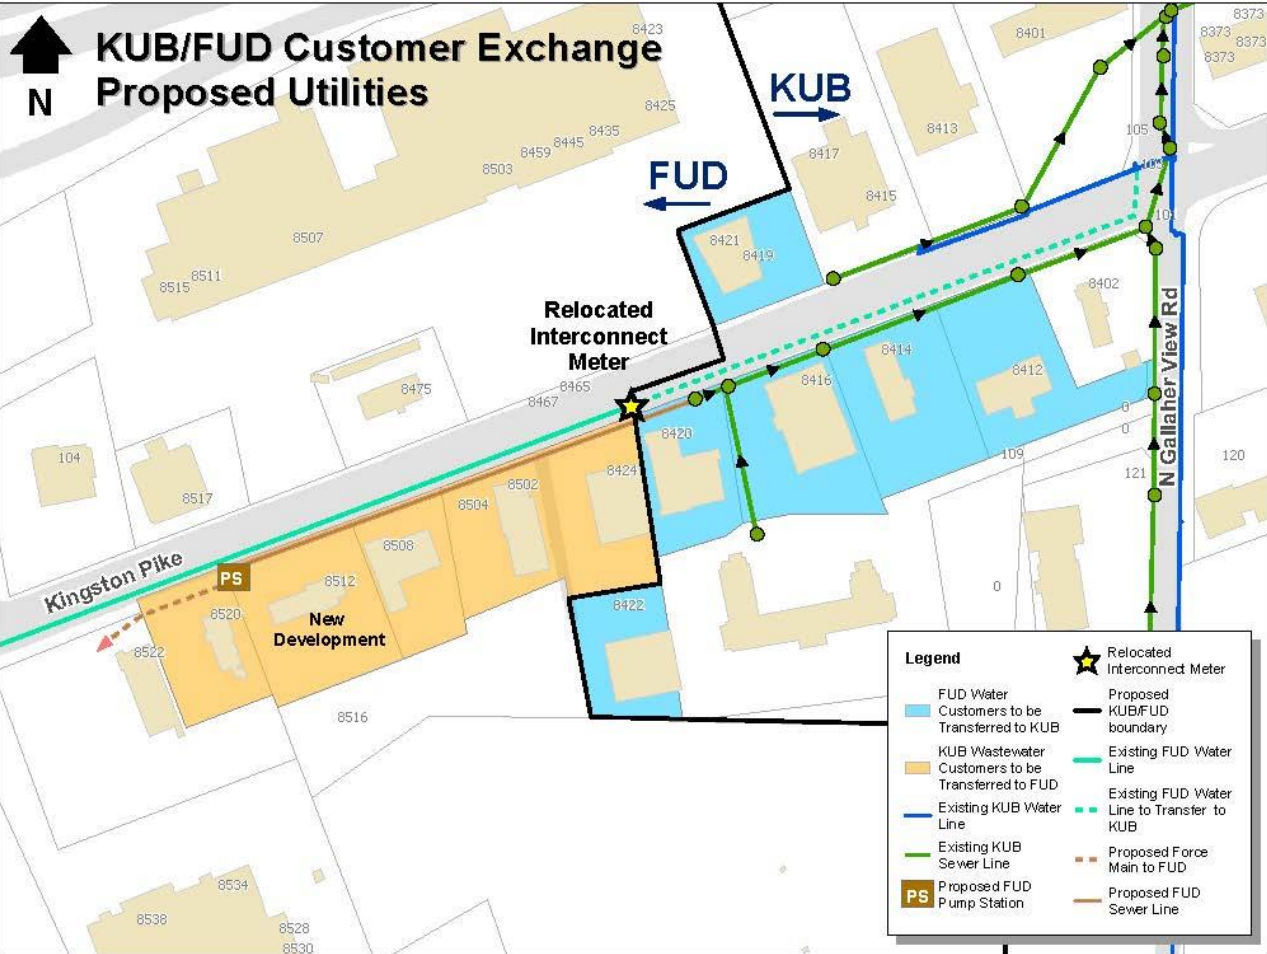 KUB/FUD Customer Exchange
Proposed Utilities
N
KUB
FUD
8423
8425
8435
8445
8459
8503
8507
8511
8515
8401
8373
8373
8373
8373
8413
8417
8415
105
101
8421
8419
8402
Relocated
Interconnect
Meter
8465
8467
8475
104
8517
Kingston Pike
N Gallaher View Rd
8414
8416
8412
8420
8424
8502
8504
8508
8512
8520
8522
PS
New
Development
8422
8516
109
0
0
121
120
0
8534
8538
8528
8530
Legend
FUD Water
Customers to be
Transferred to KUB
KUB Wastewater
Customers to be
Transferred to FUD
Existing KUB Water
Line
Existing KUB
Sewer Line
PS
Proposed FUD
Pump Station
Relocated
Interconnect Meter
Proposed
KUB/FUD
boundary
Existing FUD Water
Line
Existing FUD Water
Line to Transfer to
KUB
Proposed Force
Main to FUD
Proposed FUD
Sewer Line